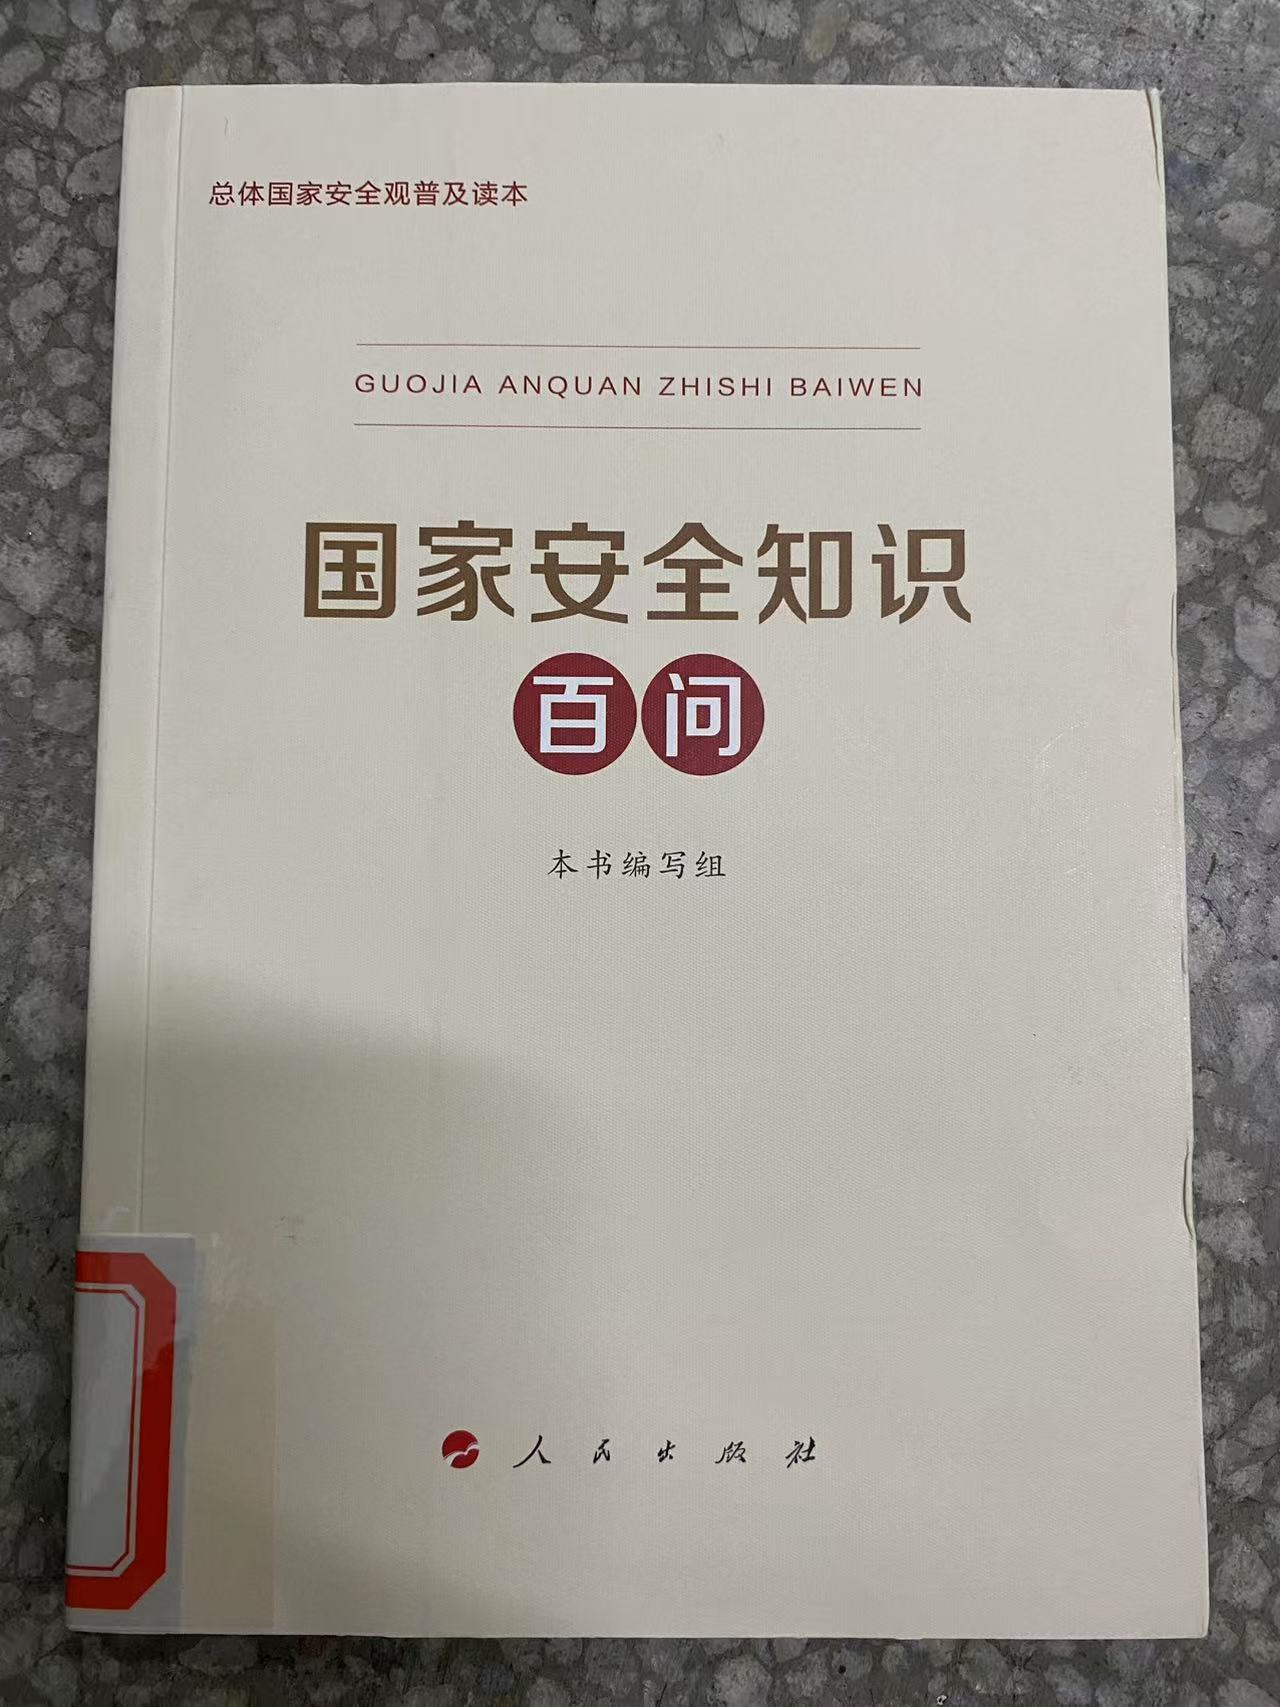 总体国家安全观普及读本
GUOJIA ANQUAN ZHISHI BAIWEN
国家安全知识
百问
本书编写组
人民出版社